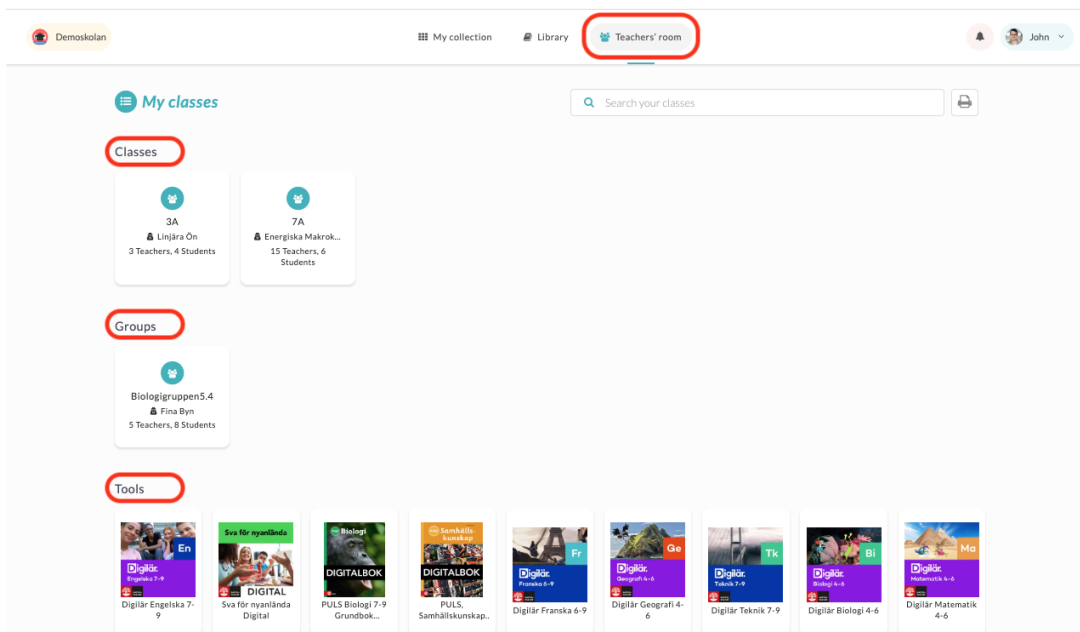 Demoskolan
My collection
Library
Teachers' room
John
My classes
Search your classes
Classes
3A
Linjära Ön
3 Teachers, 4 Students
7A
Energiska Makrok...
15 Teachers, 6
Students
Groups
Biologigruppen5.4
Fina Byn
5 Teachers, 8 Students
Tools
En
Digilär.
Engelska 7-9
Digilär Engelska 7-
9
Sva för nyanlända
DIGITAL
Sva för nyanlända
Digital
Biologi
DIGITALBOK
PULS Biologi 7-9
Grundbok...
Samhälls-
kunskap
DIGITALBOK
PULS,
Samhällskunskap..
Fr
Digilär.
Franska 6-9
Digilär Franska 6-9
Ge
Digilär.
Geografi 4-6
Digilär Geografi 4-
6
Tk
Digilär.
Teknik 7-9
Digilär Teknik 7-9
Bi
Digilär.
Biologi 4-6
Digilär Biologi 4-6
Ma
Digilär.
Matematik 4-6
Digilär Matematik
4-6